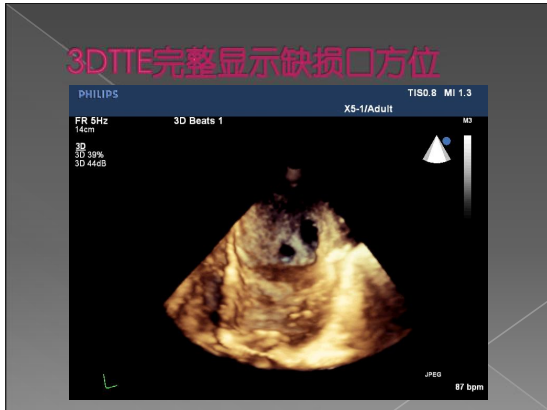 3DTTE完整显示缺损口方位
PHILIPS
TIS0.8 MI 1.3
X5-1/Adult
FR 5Hz
14cm
3D Beats 1
M3
3D
3D 39%
3D 44dB
JPEG
87 bpm